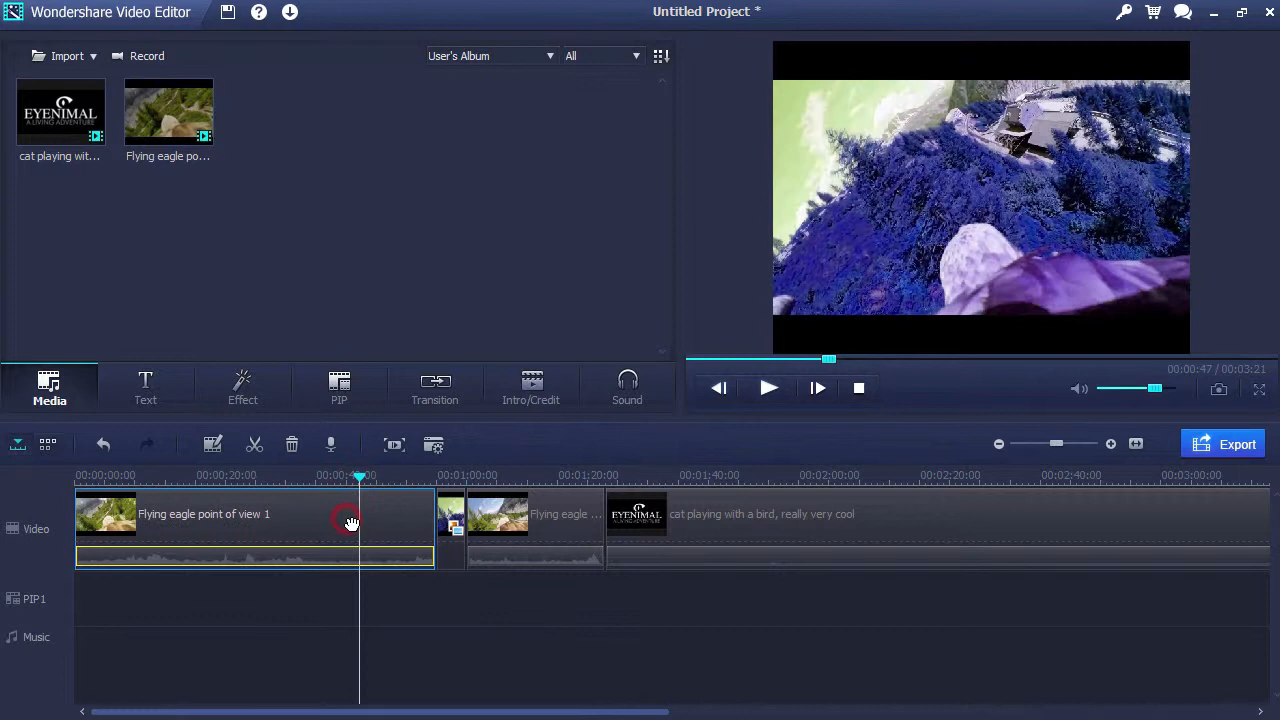 Wondershare Video Editor
Untitled Project *
Import
Record
User's Album
All
EYENIMAL
A LIVING ADVENTURE
cat playing wit...
Flying eagle po...
00:00:47 / 00:03:21
Media
Text
Effect
PIP
Transition
Intro/Credit
Sound
Export
00:00:00:00
00:00:20:00
00:01:00:00
00:01:20:00
00:01:40:00
00:02:00:00
00:02:20:00
00:02:40:00
00:03:00:00
Video
Flying eagle point of view 1
Flying eagle ...
EYENIMAL
cat playing with a bird, really very cool
PIP1
Music